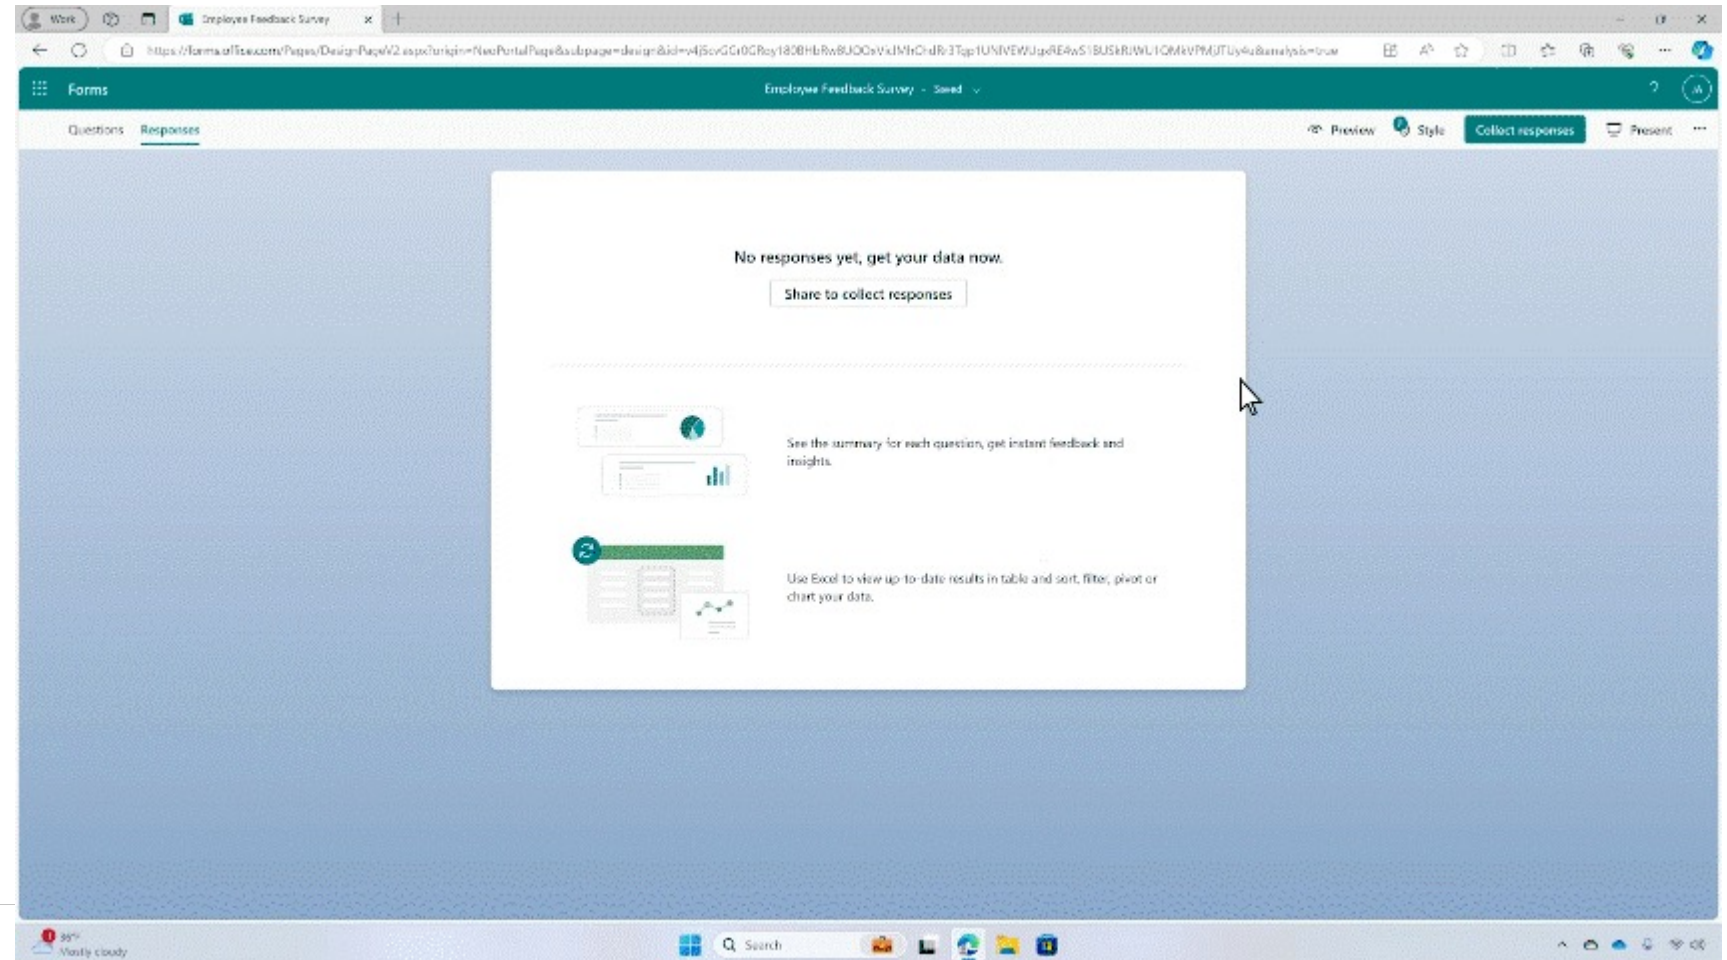 Work
Employee Feedback Survey
Forms
Employee Feedback Survey - Saved
?
Questions Responses
Preview Style Collect responses Present ...
No responses yet, get your data now.
Share to collect responses
See the summary for each question, get instant feedback and
insights.
Use Excel to view up-to-date results in table and sort, filter, pivot or
chart your data.
Mostly cloudy
Search